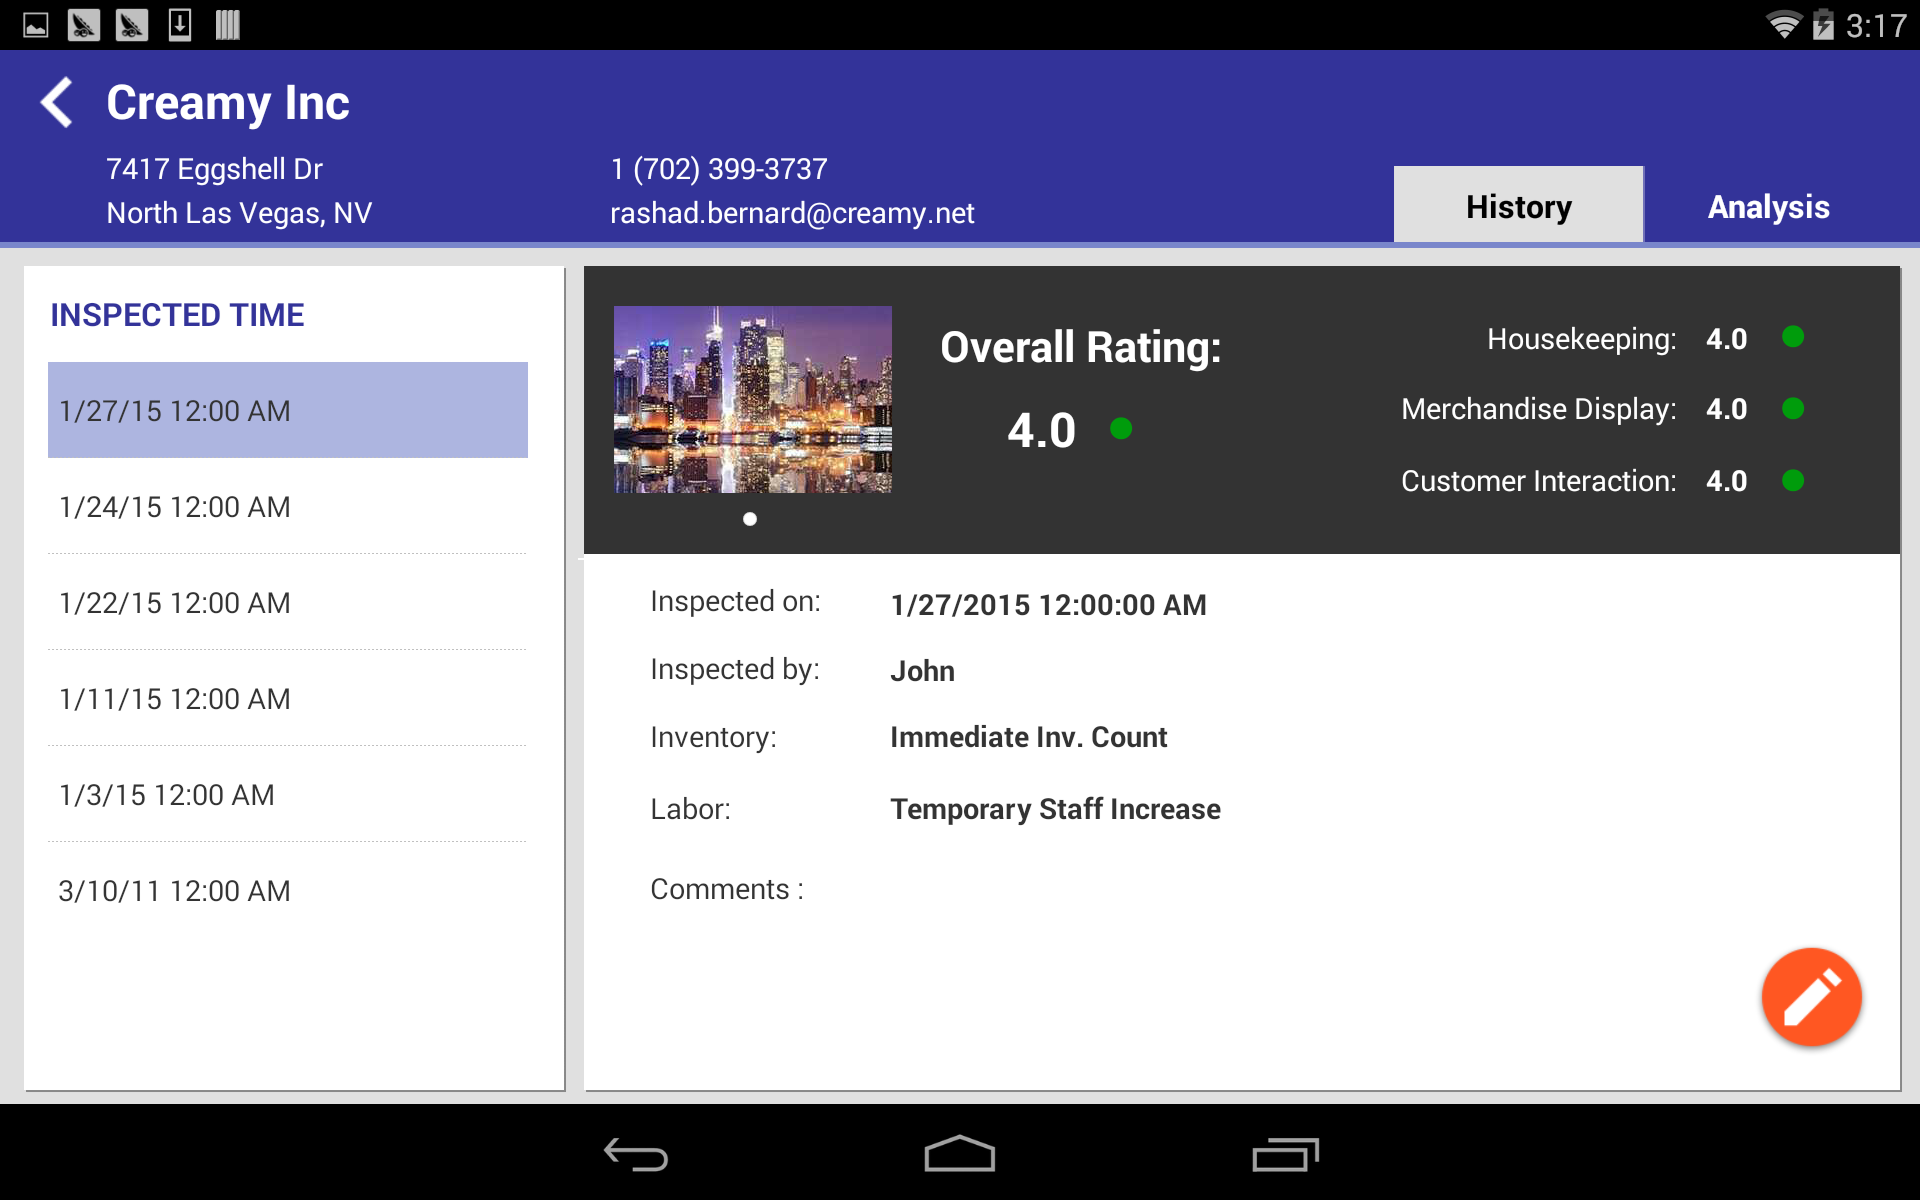 3:17
Creamy Inc
7417 Eggshell Dr
North Las Vegas, NV
1 (702) 399-3737
rashad.bernard@creamy.net
History
Analysis
INSPECTED TIME
1/27/15 12:00 AM
1/24/15 12:00 AM
1/22/15 12:00 AM
1/11/15 12:00 AM
1/3/15 12:00 AM
3/10/11 12:00 AM
Overall Rating:
4.0
Housekeeping: 4.0
Merchandise Display: 4.0
Customer Interaction: 4.0
Inspected on: 1/27/2015 12:00:00 AM
Inspected by: John
Inventory: Immediate Inv. Count
Labor: Temporary Staff Increase
Comments :